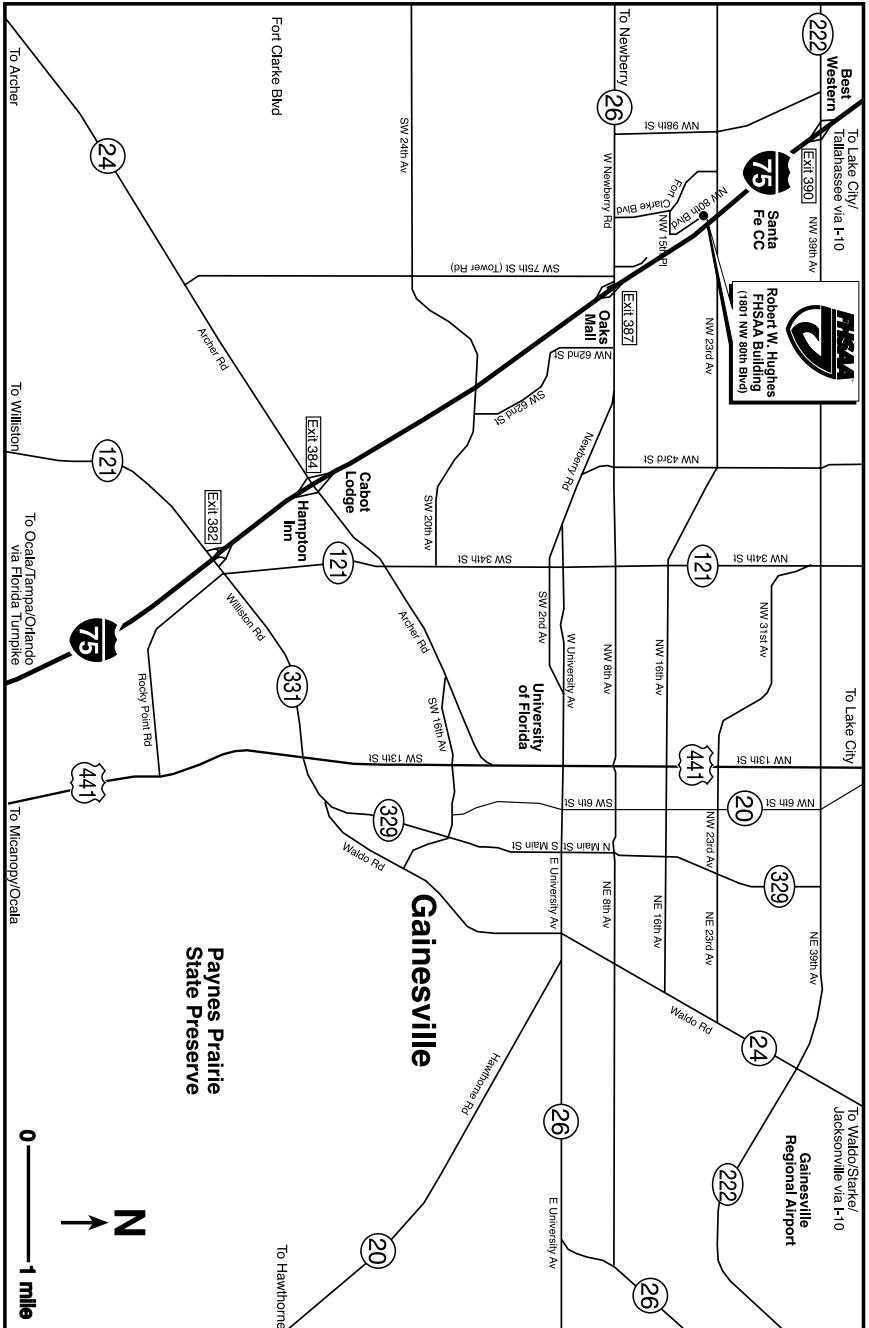 To Lake City/
Tallahassee via I-10
222
Best
Western
Exit 390
NW 39th Av
75
Santa
Fe CC
FHSAA
Robert W. Hughes
FHSAA Building
(1801 NW 80th Blvd)
To Lake City
To Waldo/Starke/
Jacksonville via I-10
Gainesville
Regional Airport
NE 39th Av
222
To Newberry
26
NW 98th St
W Newberry Rd
Fort
Clarke Blvd
NW 80th Blvd
NW 15th Pl
Exit 387
Oaks
Mall
NW 62nd St
SW 62nd St
NW 23rd Av
NW 43rd St
Newberry Rd
NW 34th St
121
NW 31st Av
NW 16th Av
NW 8th Av
W University Av
SW 2nd Av
University
of Florida
NW 13th St
441
NW 6th St
20
SW 6th St
NW 23rd Av
329
N Main St
S Main St
NE 23rd Av
NE 16th Av
NE 8th Av
E University Av
Waldo Rd
24
26
E University Av
26
Fort Clarke Blvd
SW 24th Av
SW 75th St (Tower Rd)
To Archer
24
Archer Rd
SW 20th Av
SW 34th St
121
Exit 384
Cabot
Lodge
Hampton
Inn
Archer Rd
SW 16th Av
SW 13th St
To Williston
121
Exit 382
Williston Rd
331
329
Waldo Rd
Gainesville
Hawthorne Rd
20
To Hawthorne
To Ocala/Tampa/Orlando
via Florida Turnpike
75
Rocky Point Rd
441
To Micanopy/Ocala
Paynes Prairie
State Preserve
N
0
1 mile